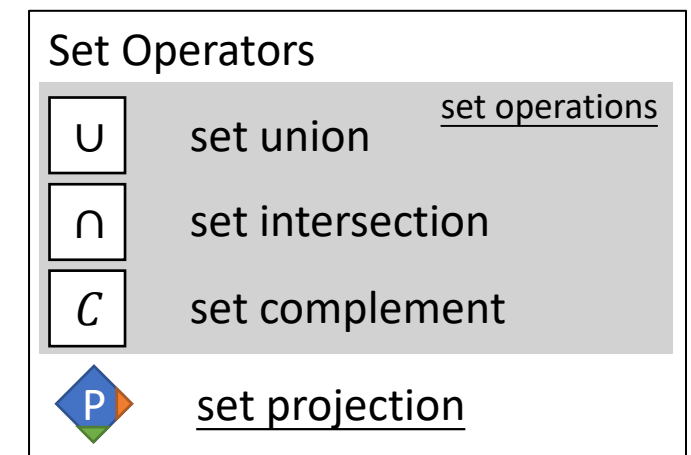 Set Operators
set operations
∪ set union
∩ set intersection
C set complement
P set projection